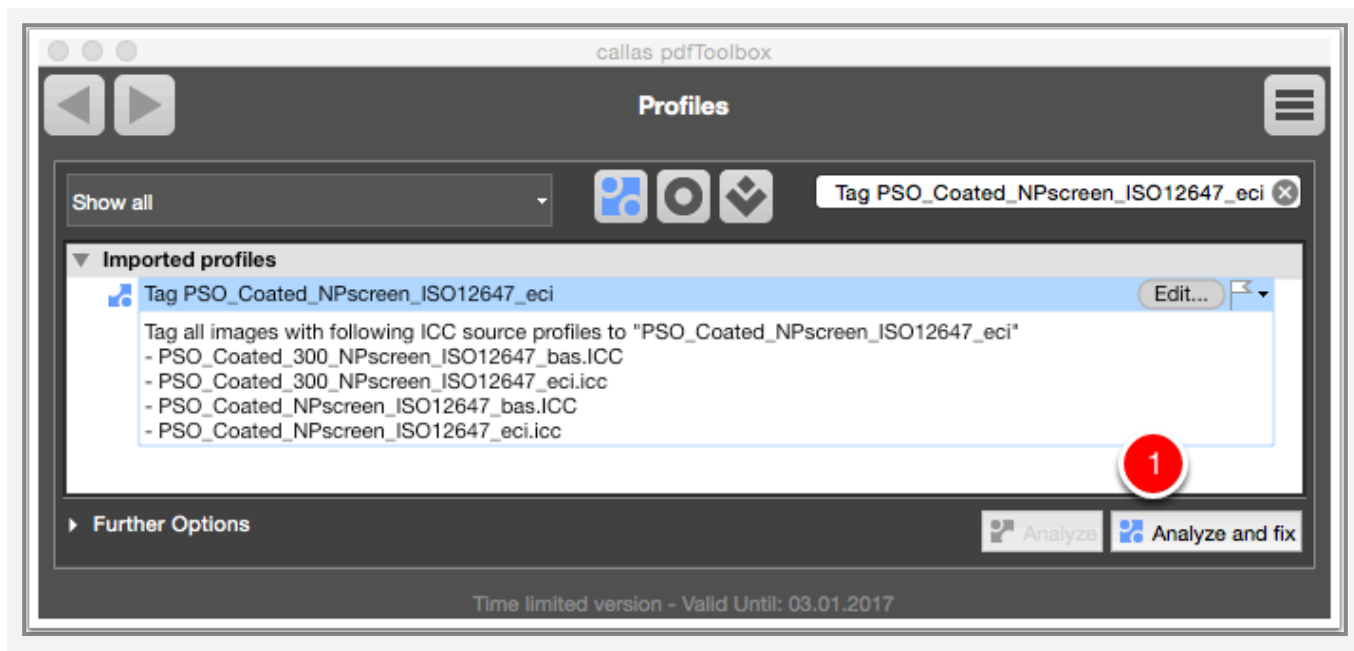 callas pdfToolbox
Profiles
Show all
Tag PSO_Coated_NPscreen_ISO12647_eci
Imported profiles
Tag PSO_Coated_NPscreen_ISO12647_eci
Edit...
Tag all images with following ICC source profiles to "PSO_Coated_NPscreen_ISO12647_eci"
- PSO_Coated_300_NPscreen_ISO12647_bas.ICC
- PSO_Coated_300_NPscreen_ISO12647_eci.icc
- PSO_Coated_NPscreen_ISO12647_bas.ICC
- PSO_Coated_NPscreen_ISO12647_eci.icc
1
Further Options
Analyze
Analyze and fix
Time limited version - Valid Until: 03.01.2017